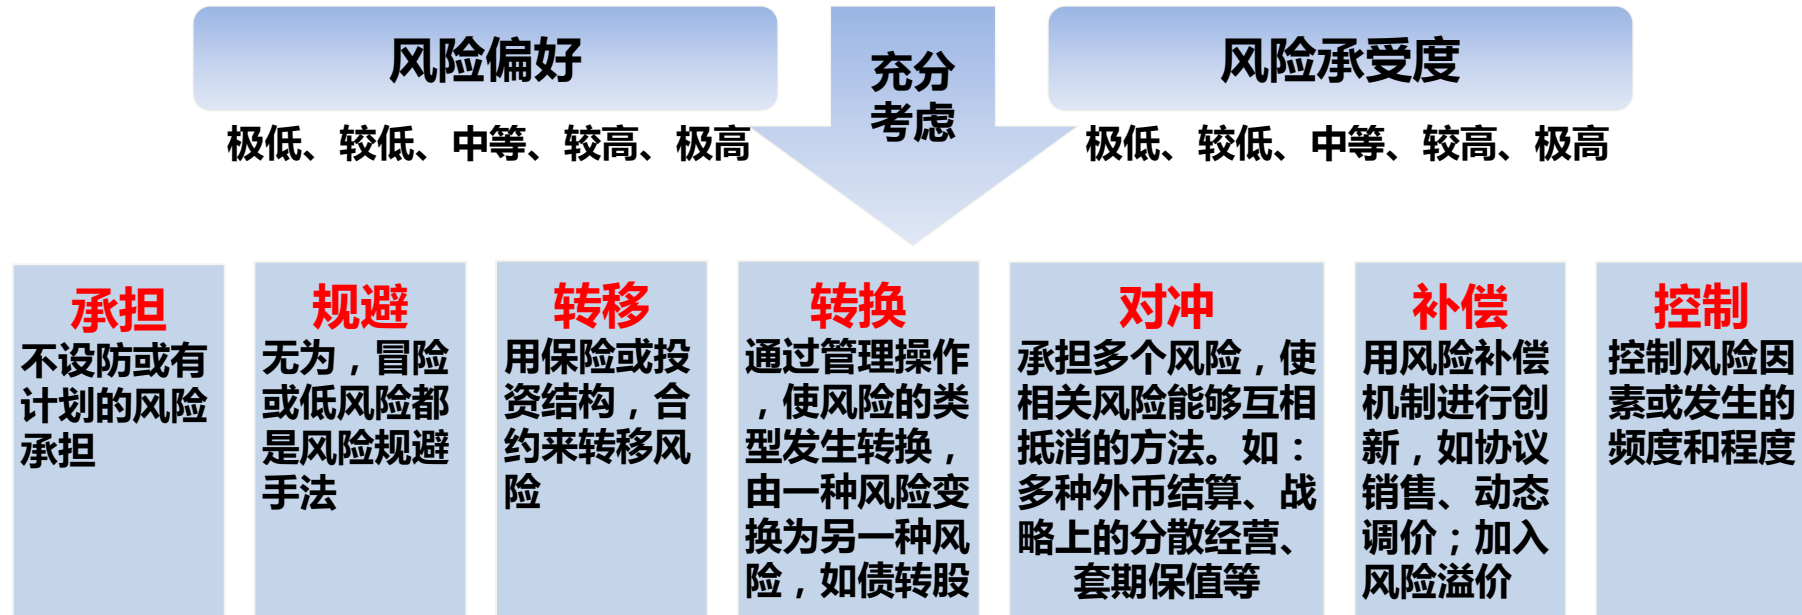 风险偏好
充分
考虑
风险承受度
极低、较低、中等、较高、极高
极低、较低、中等、较高、极高
承担
不设防或有
计划的风险
承担
规避
无为，冒险
或低风险都
是风险规避
手法
转移
用保险或投
资结构，合
约来转移风
险
转换
通过管理操作
，使风险的类
型发生转换，
由一种风险变
换为另一种风
险，如债转股
对冲
承担多个风险，使
相关风险能够互相
抵消的方法。如：
多种外币结算、战
略上的分散经营、
套期保值等
补偿
用风险补偿
机制进行创
新，如协议
销售、动态
调价；加入
风险溢价
控制
控制风险因
素或发生的
频度和程度